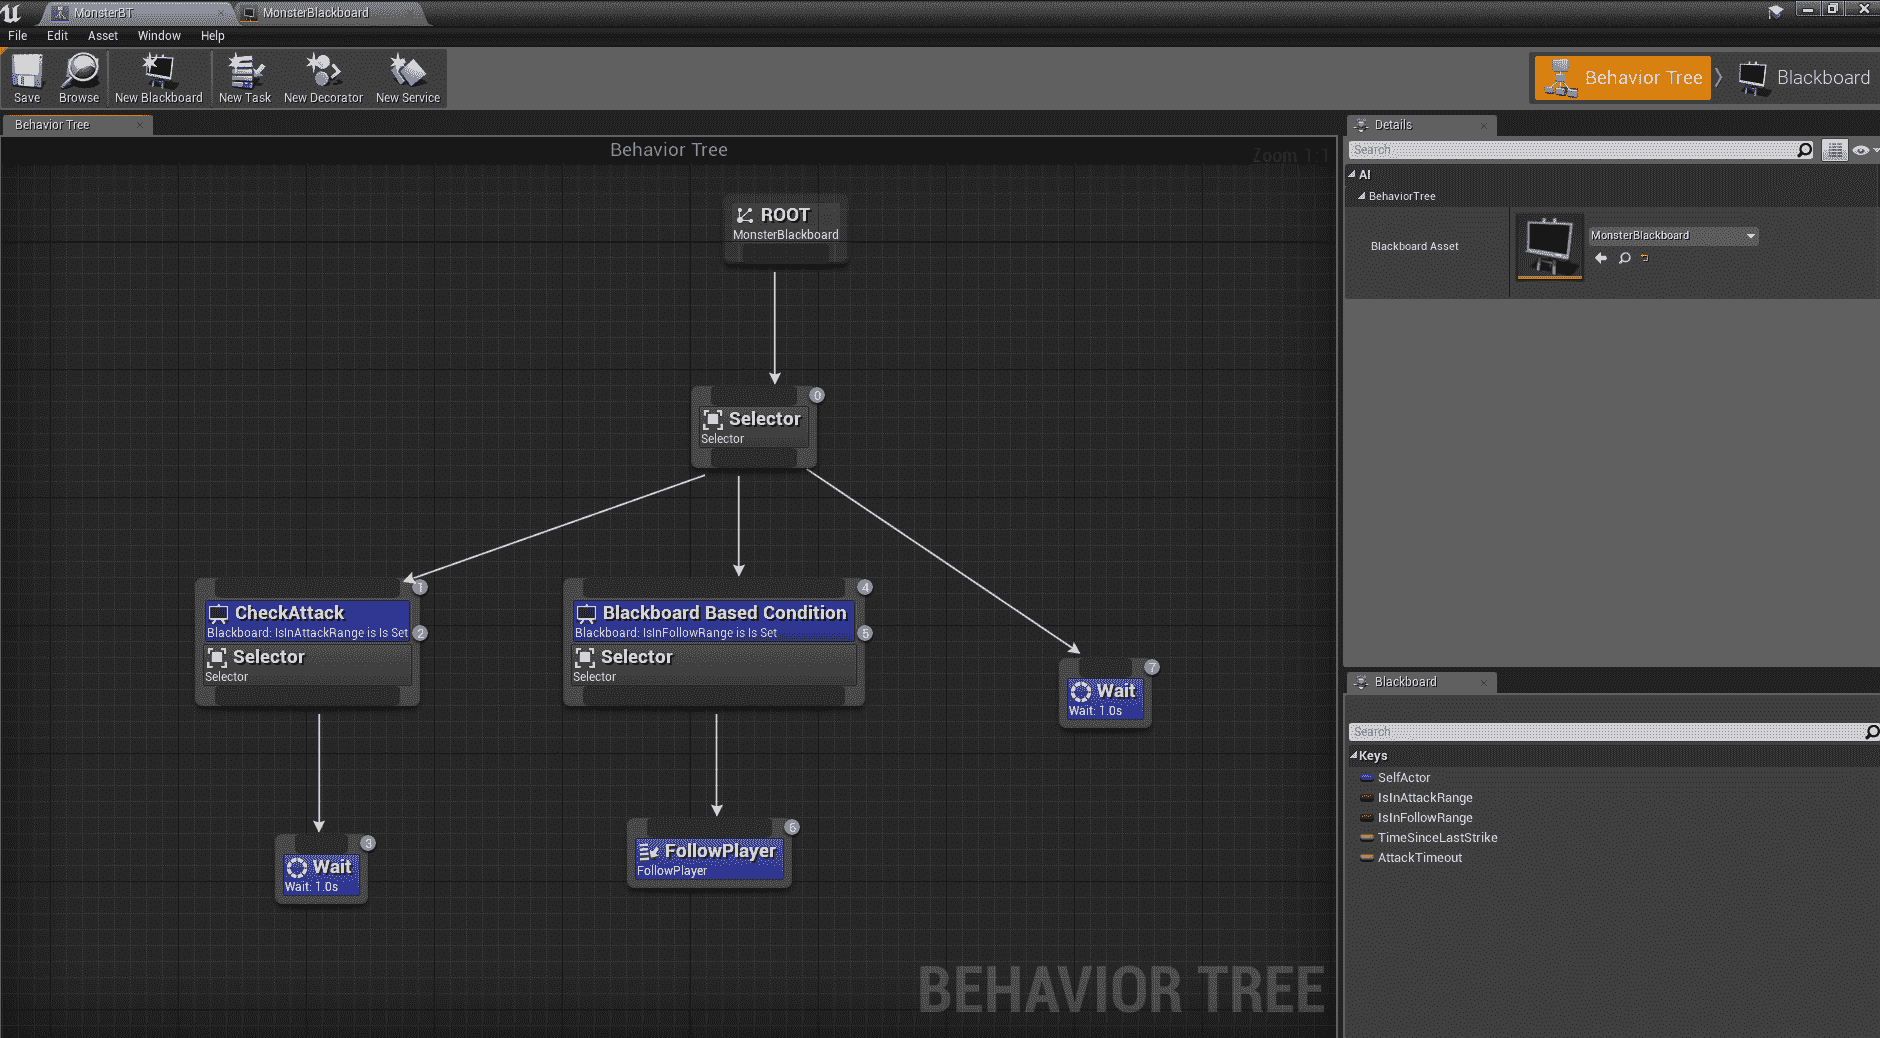 MonsterBT
MonsterBlackboard
File Edit Asset Window Help
Save Browse New Blackboard New Task New Decorator New Service
Behavior Tree Blackboard
Behavior Tree
Behavior Tree
Zoom 1:1
ROOT
MonsterBlackboard
0
Selector
Selector
1
CheckAttack
Blackboard: IsInAttackRange is Is Set
2
Selector
Selector
4
Blackboard Based Condition
Blackboard: IsInFollowRange is Is Set
5
Selector
Selector
7
Wait
Wait: 1.0s
3
Wait
Wait: 1.0s
6
FollowPlayer
FollowPlayer
BEHAVIOR TREE
Details
Search
AI
BehaviorTree
Blackboard Asset
MonsterBlackboard
Blackboard
Search
Keys
SelfActor
IsInAttackRange
IsInFollowRange
TimeSinceLastStrike
AttackTimeout